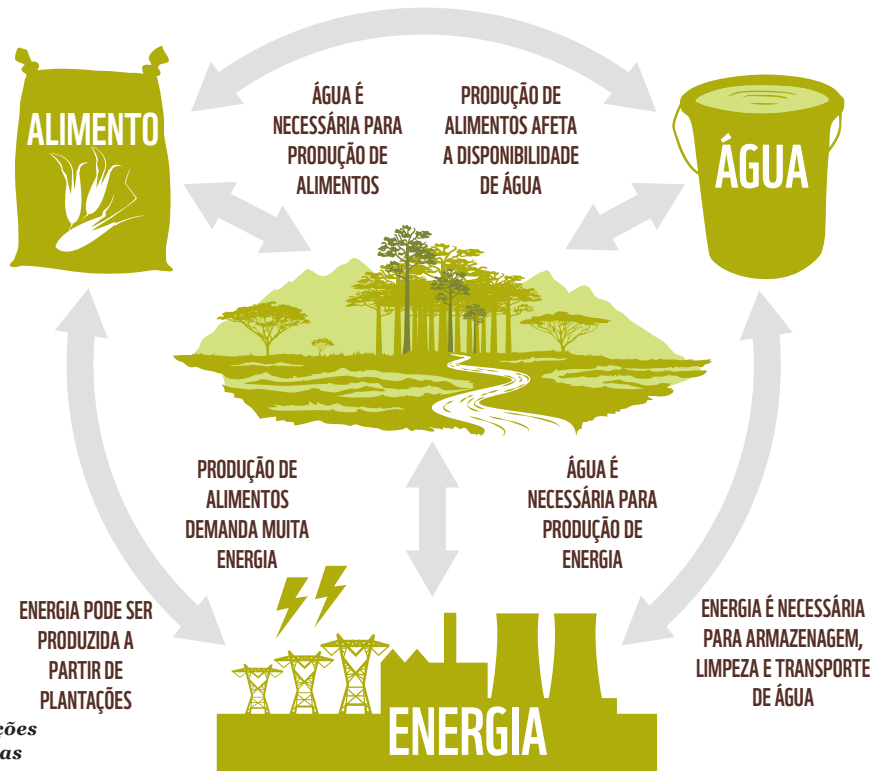 ALIMENTO
ÁGUA É
NECESSÁRIA PARA
PRODUÇÃO DE
ALIMENTOS
PRODUÇÃO DE
ALIMENTOS AFETA
A DISPONIBILIDADE
DE ÁGUA
ÁGUA
PRODUÇÃO DE
ALIMENTOS
DEMANDA MUITA
ENERGIA
ÁGUA É
NECESSÁRIA PARA
PRODUÇÃO DE
ENERGIA
ENERGIA PODE SER
PRODUZIDA A
PARTIR DE
PLANTAÇÕES
ENERGIA É NECESSÁRIA
PARA ARMAZENAGEM,
LIMPEZA E TRANSPORTE
DE ÁGUA
ENERGIA